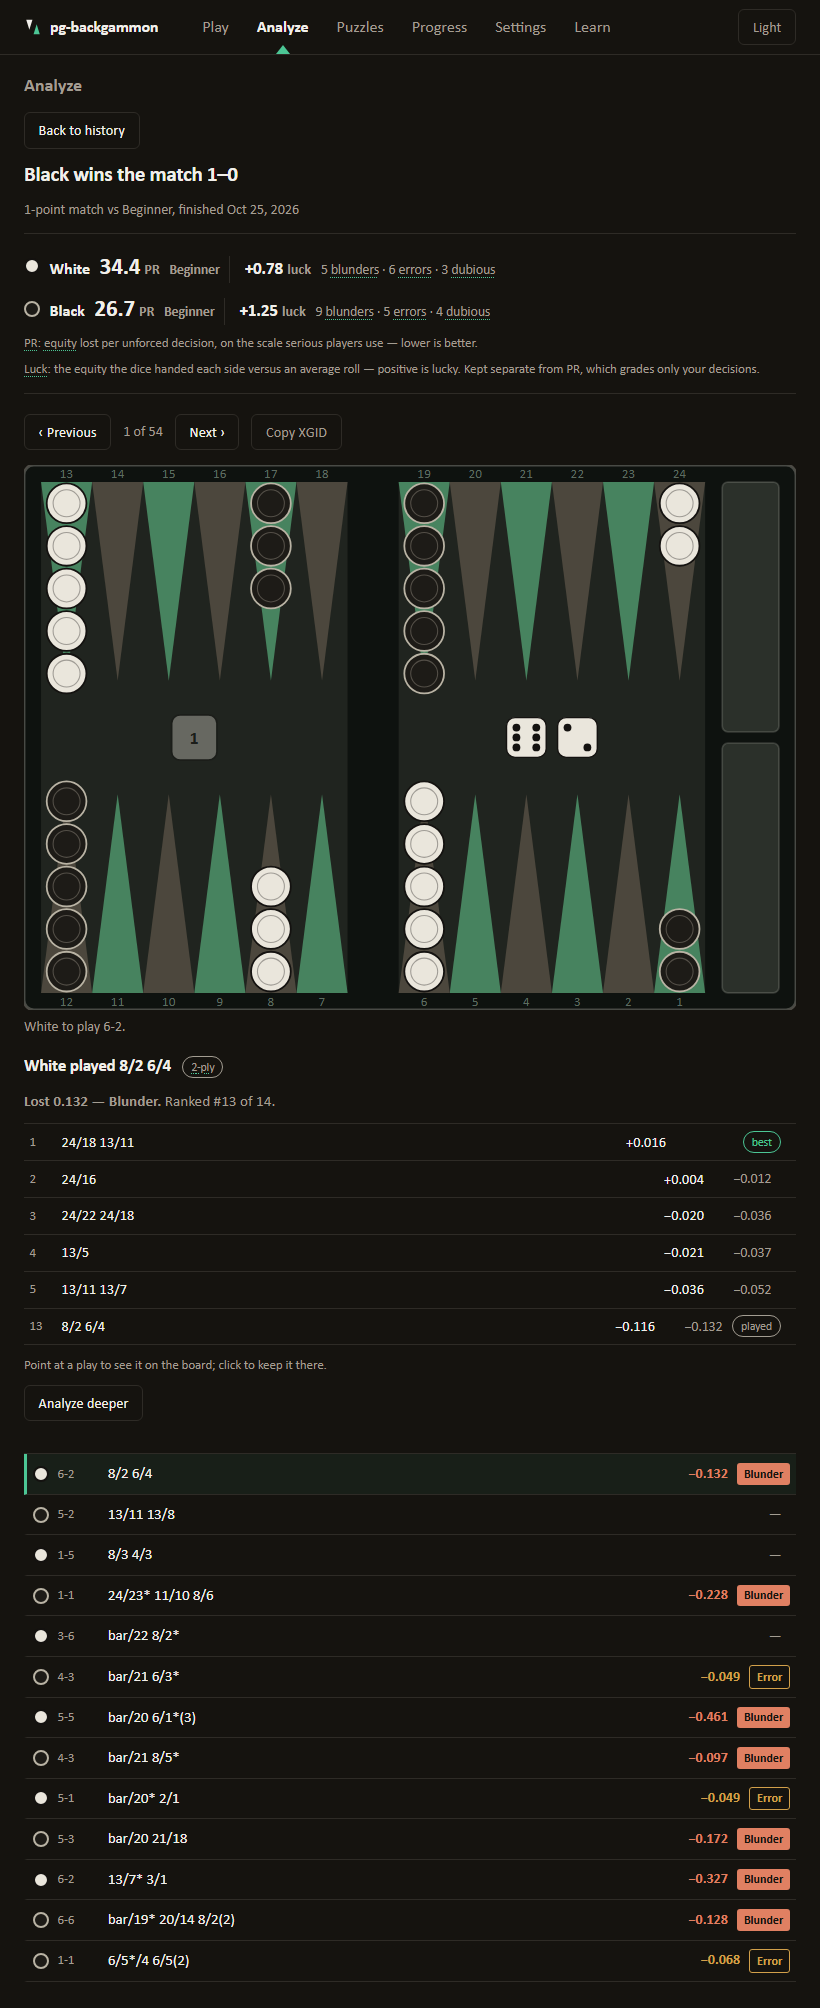 pg-backgammon Play Analyze Puzzles Progress Settings Learn Light
Analyze
Back to history
Black wins the match 1–0
1-point match vs Beginner, finished Oct 25, 2026
White 34.4 PR Beginner +0.78 luck 5 blunders · 6 errors · 3 dubious
Black 26.7 PR Beginner +1.25 luck 9 blunders · 5 errors · 4 dubious
PR: equity lost per unforced decision, on the scale serious players use — lower is better.
Luck: the equity the dice handed each side versus an average roll — positive is lucky. Kept separate from PR, which grades only your decisions.
‹ Previous 1 of 54 Next › Copy XGID
13 14 15 16 17 18 19 20 21 22 23 24
1
12 11 10 9 8 7 6 5 4 3 2 1
White to play 6-2.
White played 8/2 6/4 2-ply
Lost 0.132 — Blunder. Ranked #13 of 14.
1 24/18 13/11 +0.016 best
2 24/16 +0.004 −0.012
3 24/22 24/18 −0.020 −0.036
4 13/5 −0.021 −0.037
5 13/11 13/7 −0.036 −0.052
13 8/2 6/4 −0.116 −0.132 played
Point at a play to see it on the board; click to keep it there.
Analyze deeper
6-2 8/2 6/4 −0.132 Blunder
5-2 13/11 13/8 —
1-5 8/3 4/3 —
1-1 24/23* 11/10 8/6 −0.228 Blunder
3-6 bar/22 8/2* —
4-3 bar/21 6/3* −0.049 Error
5-5 bar/20 6/1*(3) −0.461 Blunder
4-3 bar/21 8/5* −0.097 Blunder
5-1 bar/20* 2/1 −0.049 Error
5-3 bar/20 21/18 −0.172 Blunder
6-2 13/7* 3/1 −0.327 Blunder
6-6 bar/19* 20/14 8/2(2) −0.128 Blunder
1-1 6/5*/4 6/5(2) −0.068 Error